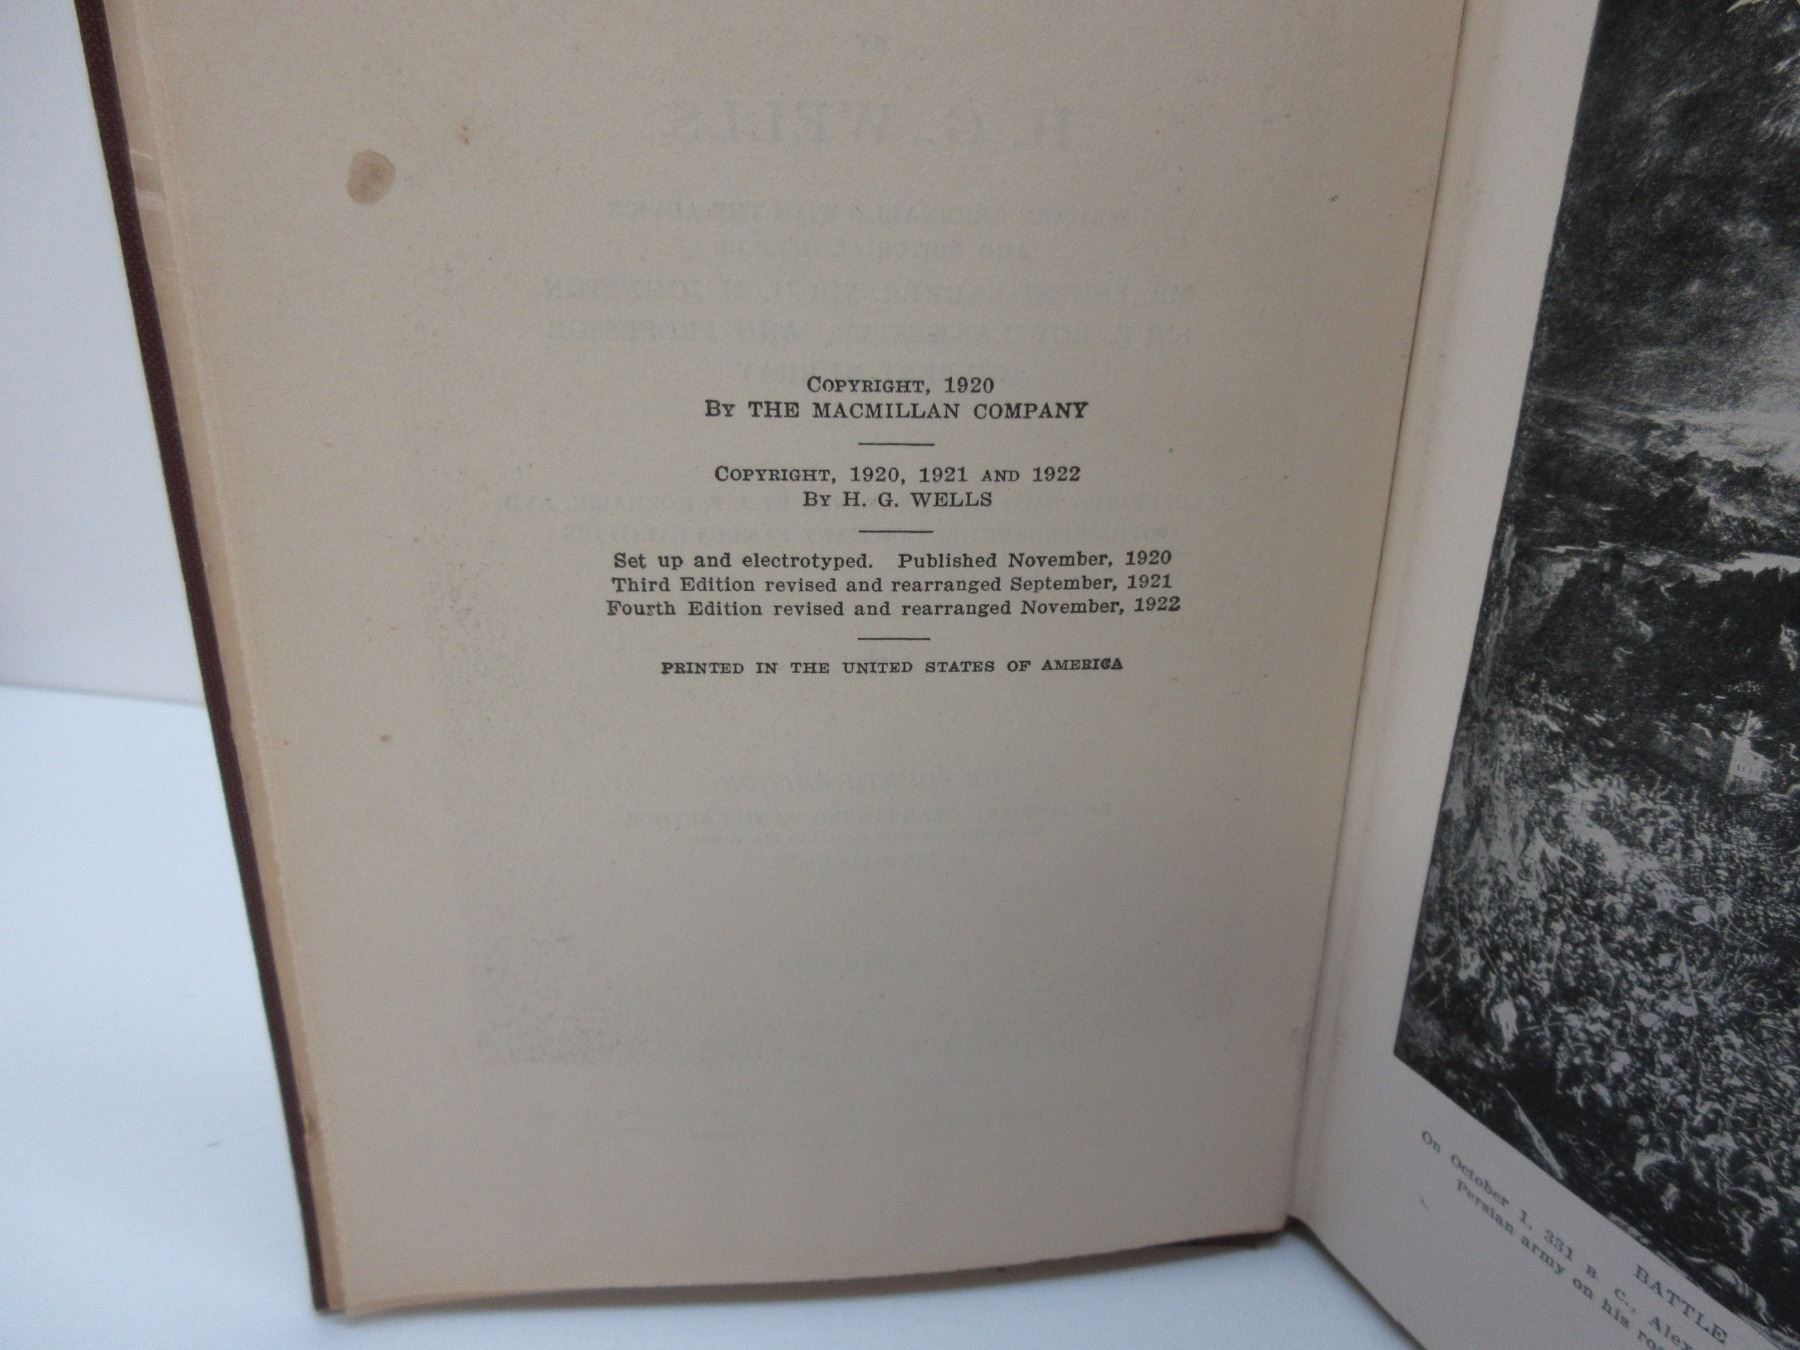 H. G. WELLS
COPYRIGHT, 1920
BY THE MACMILLAN COMPANY
COPYRIGHT, 1920, 1921 AND 1922
BY H. G. WELLS
Set up and electrotyped. Published November, 1920
Third Edition revised and rearranged September, 1921
Fourth Edition revised and rearranged November, 1922
PRINTED IN THE UNITED STATES OF AMERICA
BATTLE
On October 1, 331 B C., Alex
Persian army on his ro